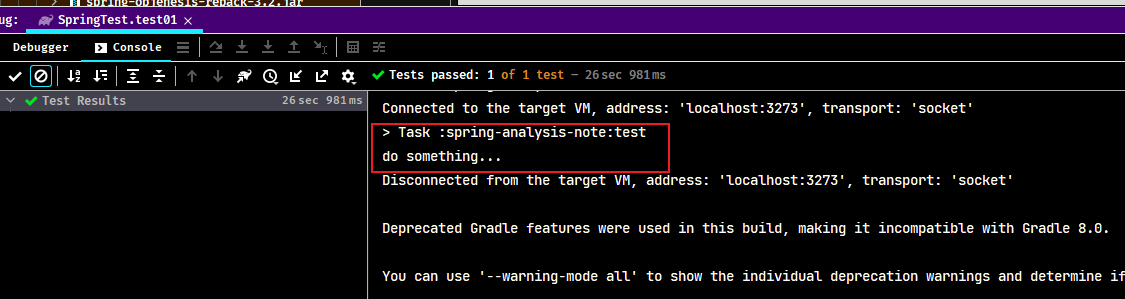 spring-objenesis-repack-3.2.jar
ug: SpringTest.test01 ×
Debugger Console
Tests passed: 1 of 1 test – 26 sec 981 ms
Test Results 26 sec 981 ms
Connected to the target VM, address: 'localhost:3273', transport: 'socket'
> Task :spring-analysis-note:test
do something...
Disconnected from the target VM, address: 'localhost:3273', transport: 'socket'
Deprecated Gradle features were used in this build, making it incompatible with Gradle 8.0.
You can use '--warning-mode all' to show the individual deprecation warnings and determine if